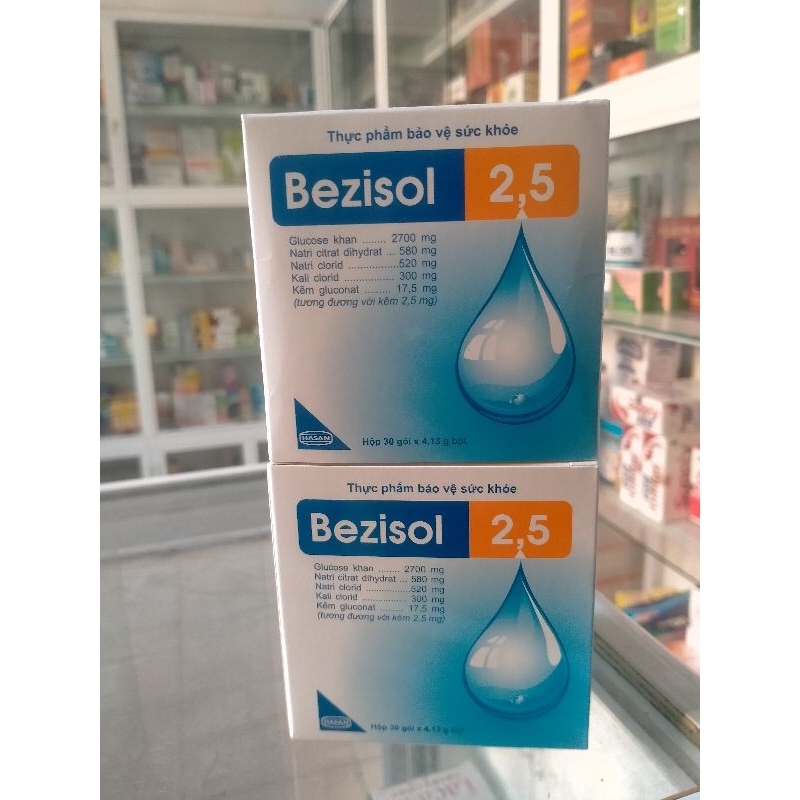 Thực phẩm bảo vệ sức khỏe
Bezisol 2,5
Glucose khan ........ 2700 mg
Natri citrat dihydrat ... 580 mg
Natri clorid .................520 mg
Kali clorid ................. 300 mg
Kẽm gluconat ......... 17,5 mg
(tương đương với kẽm 2,5 mg)
HASAN
Hộp 30 gói x 4,13 g bột
Thực phẩm bảo vệ sức khỏe
Bezisol 2,5
Glucose khan ........ 2700 mg
Natri citrat dihydrat ... 580 mg
Natri clorid .................520 mg
Kali clorid ................. 300 mg
Kẽm gluconat ......... 17,5 mg
(tương đương với kẽm 2,5 mg)
HASAN
Hộp 30 gói x 4,13 g bột